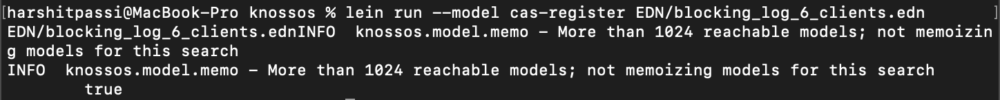 [harshitpassi@MacBook-Pro knossos % lein run --model cas-register EDN/blocking_log_6_clients.edn ]
EDN/blocking_log_6_clients.ednINFO  knossos.model.memo - More than 1024 reachable models; not memoizin
g models for this search
INFO  knossos.model.memo - More than 1024 reachable models; not memoizing models for this search
        true